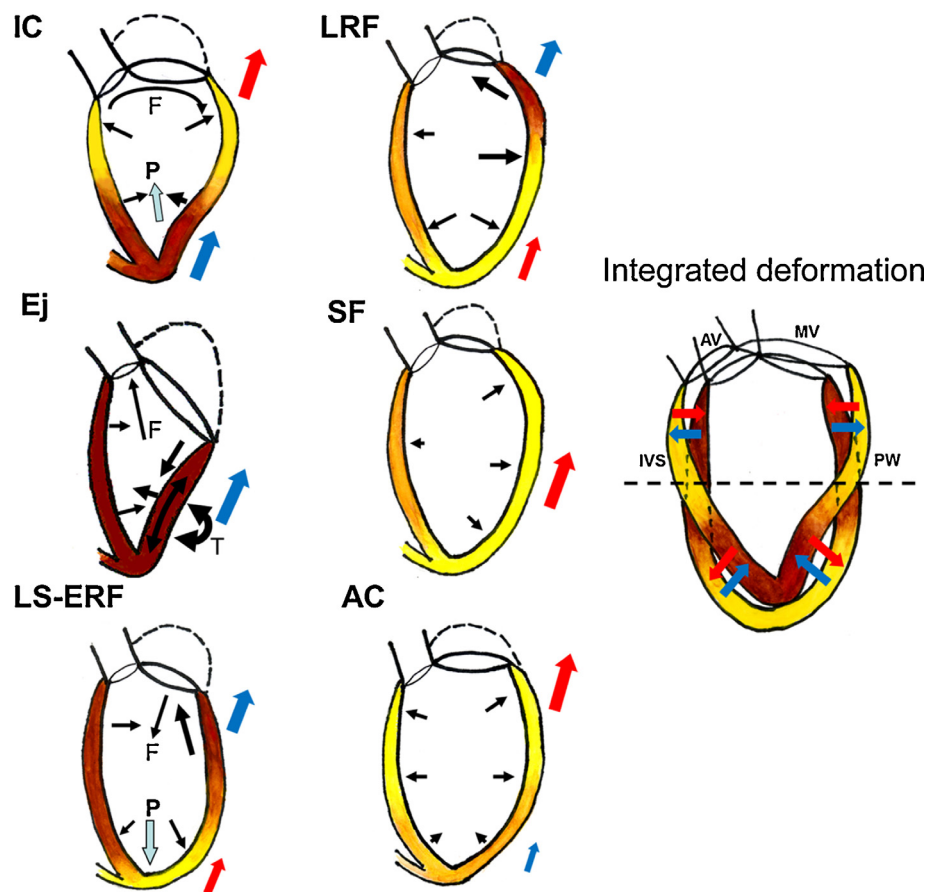 IC
F
P
LRF
Ej
F
T
SF
LS-ERF
F
P
AC
Integrated deformation
AV
MV
IVS
PW